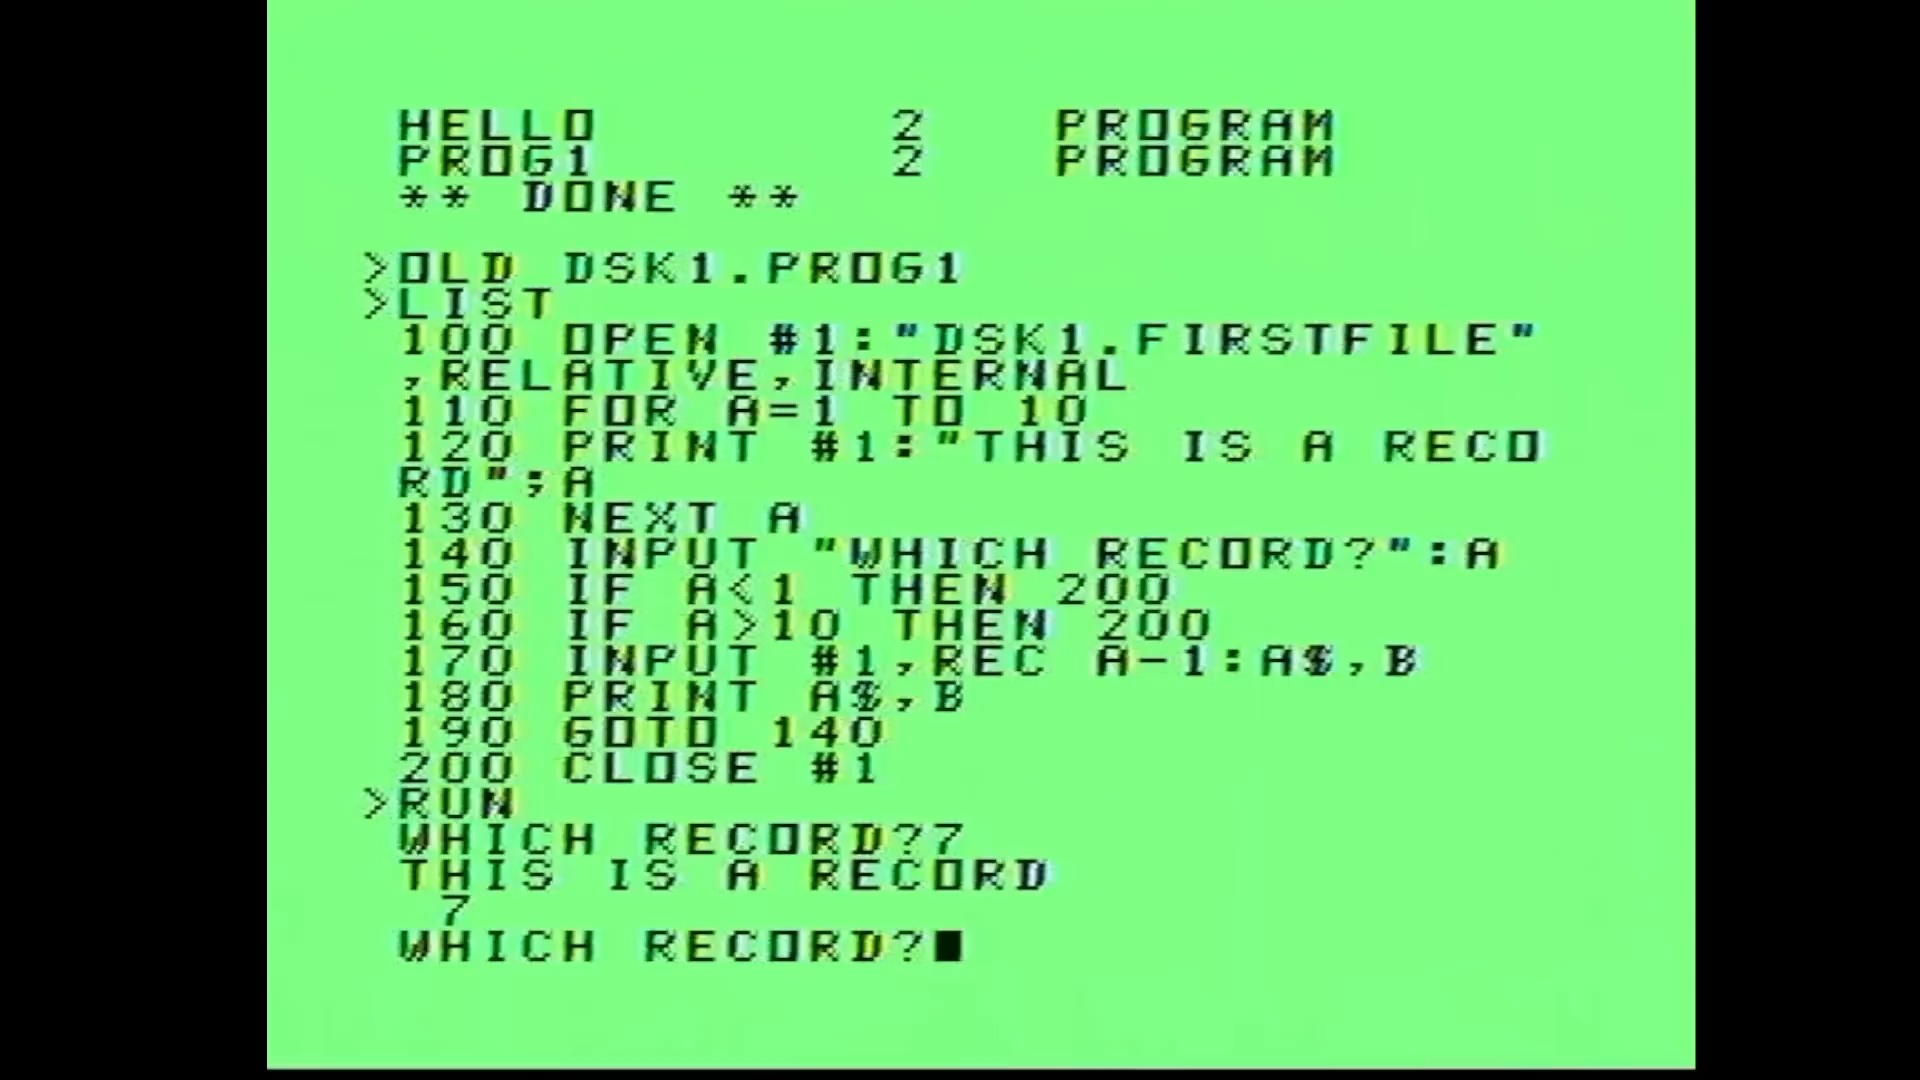 HELLO 2 PROGRAM
PROG1 2 PROGRAM
** DONE **
>OLD DSK1.PROG1
>LIST
100 OPEN #1:"DSK1.FIRSTFILE"
,RELATIVE,INTERNAL
110 FOR A=1 TO 10
120 PRINT #1:"THIS IS A RECO
RD";A
130 NEXT A
140 INPUT "WHICH RECORD?":A
150 IF A<1 THEN 200
160 IF A>10 THEN 200
170 INPUT #1,REC A-1:A$,B
180 PRINT A$,B
190 GOTO 140
200 CLOSE #1
>RUN
WHICH RECORD?7
THIS IS A RECORD
7
WHICH RECORD?